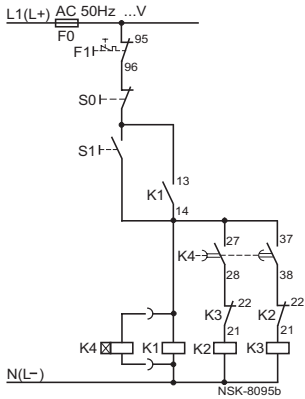 L1(L+) AC 50Hz ...V
F0
95
F1
96
S0
S1
13
K1
14
27 37
K4
28 38
K3 22 K2 22
21 21
K4 K1 K2 K3
N(L–)
NSK-8095b